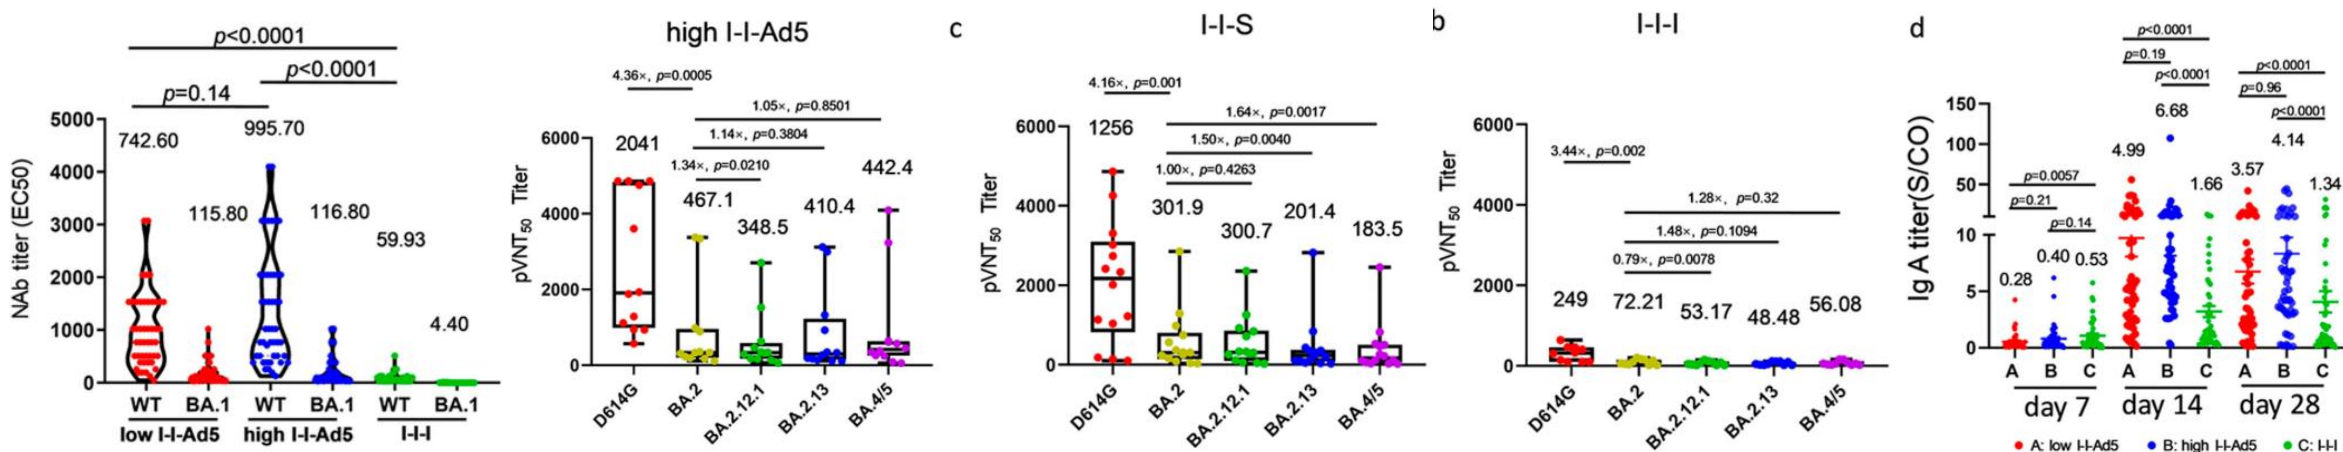 p<0.0001
p<0.0001
p=0.14
NAb titer (EC50)
5000
4000
3000
2000
1000
0
742.60
115.80
995.70
116.80
59.93
4.40
WT BA.1 WT BA.1 WT BA.1
low I-I-Ad5 high I-I-Ad5 I-I-I
high I-I-Ad5
4.36×, p=0.0005
1.05×, p=0.8501
1.14×, p=0.3804
1.34×, p=0.0210
pVNT50 Titer
6000
4000
2000
0
2041
467.1
348.5
410.4
442.4
D614G
BA.2
BA.2.12.1
BA.2.13
BA.4/5
c
I-I-S
4.16×, p=0.001
1.64×, p=0.0017
1.50×, p=0.0040
1.00×, p=0.4263
pVNT50 Titer
6000
4000
2000
0
1256
301.9
300.7
201.4
183.5
D614G
BA.2
BA.2.12.1
BA.2.13
BA.4/5
b
I-I-I
3.44×, p=0.002
1.28×, p=0.32
1.48×, p=0.1094
0.79×, p=0.0078
pVNT50 Titer
6000
4000
2000
0
249
72.21
53.17
48.48
56.08
D614G
BA.2
BA.2.12.1
BA.2.13
BA.4/5
d
p<0.0001
p=0.19
p<0.0001
p<0.0001
p=0.96
p<0.0001
p=0.0057
p=0.21
p=0.14
Ig A titer(S/CO)
150
100
50
10
5
0
0.28
0.40
0.53
4.99
6.68
1.66
3.57
4.14
1.34
A B C A B C A B C
day 7 day 14 day 28
A: low I-I-Ad5 B: high I-I-Ad5 C: I-I-I